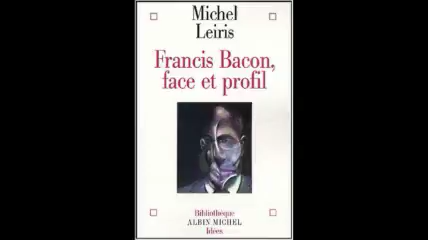 Michel
Leiris
Francis Bacon,
face et profil
Bibliothèque
ALBIN MICHEL
Idées